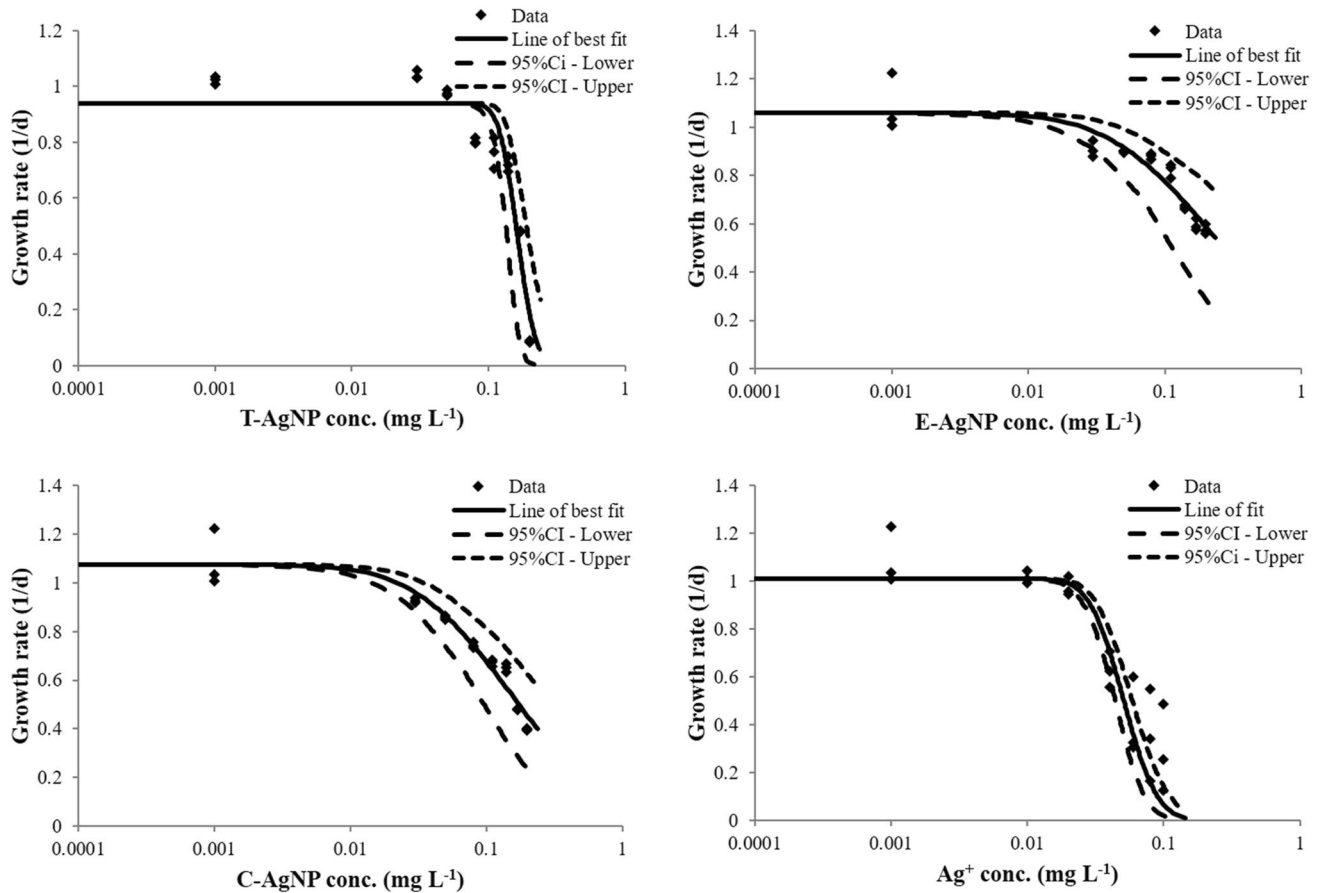 1.2
1
0.8
0.6
0.4
0.2
0
Growth rate (1/d)
0.0001
0.001
0.01
0.1
1
T-AgNP conc. (mg L⁻¹)
Data
Line of best fit
95%Ci - Lower
95%CI - Upper
1.4
1.2
1
0.8
0.6
0.4
0.2
0
Growth rate (1/d)
0.0001
0.001
0.01
0.1
1
E-AgNP conc. (mg L⁻¹)
Data
Line of best fit
95%CI - Lower
95%CI - Upper
1.4
1.2
1
0.8
0.6
0.4
0.2
0
Growth rate (1/d)
0.0001
0.001
0.01
0.1
1
C-AgNP conc. (mg L⁻¹)
Data
Line of best fit
95%CI - Lower
95%CI - Upper
1.4
1.2
1
0.8
0.6
0.4
0.2
0
Growth rate (1/d)
0.0001
0.001
0.01
0.1
1
Ag⁺ conc. (mg L⁻¹)
Data
Line of fit
95%CI - Lower
95%Ci - Upper